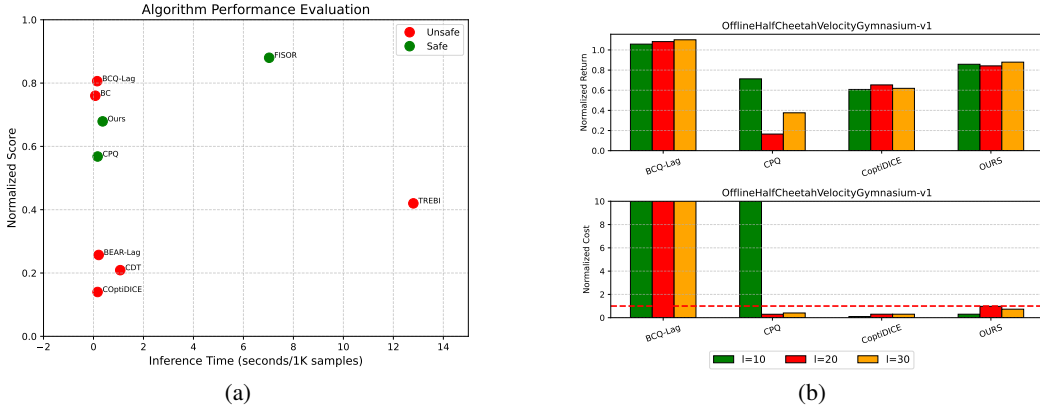 Algorithm Performance Evaluation
Normalized Score
1.0
0.8
0.6
0.4
0.2
0.0
Unsafe
Safe
FISOR
BCQ-Lag
BC
Ours
CPQ
TREBI
BEAR-Lag
CDT
COptiDICE
−2
0
2
4
6
8
10
12
14
Inference Time (seconds/1K samples)
(a)
OfflineHalfCheetahVelocityGymnasium-v1
Normalized Return
1.0
0.8
0.6
0.4
0.2
0.0
BCQ-Lag
CPQ
CoptiDICE
OURS
OfflineHalfCheetahVelocityGymnasium-v1
Normalized Cost
10
8
6
4
2
0
BCQ-Lag
CPQ
CoptiDICE
OURS
l=10
l=20
l=30
(b)